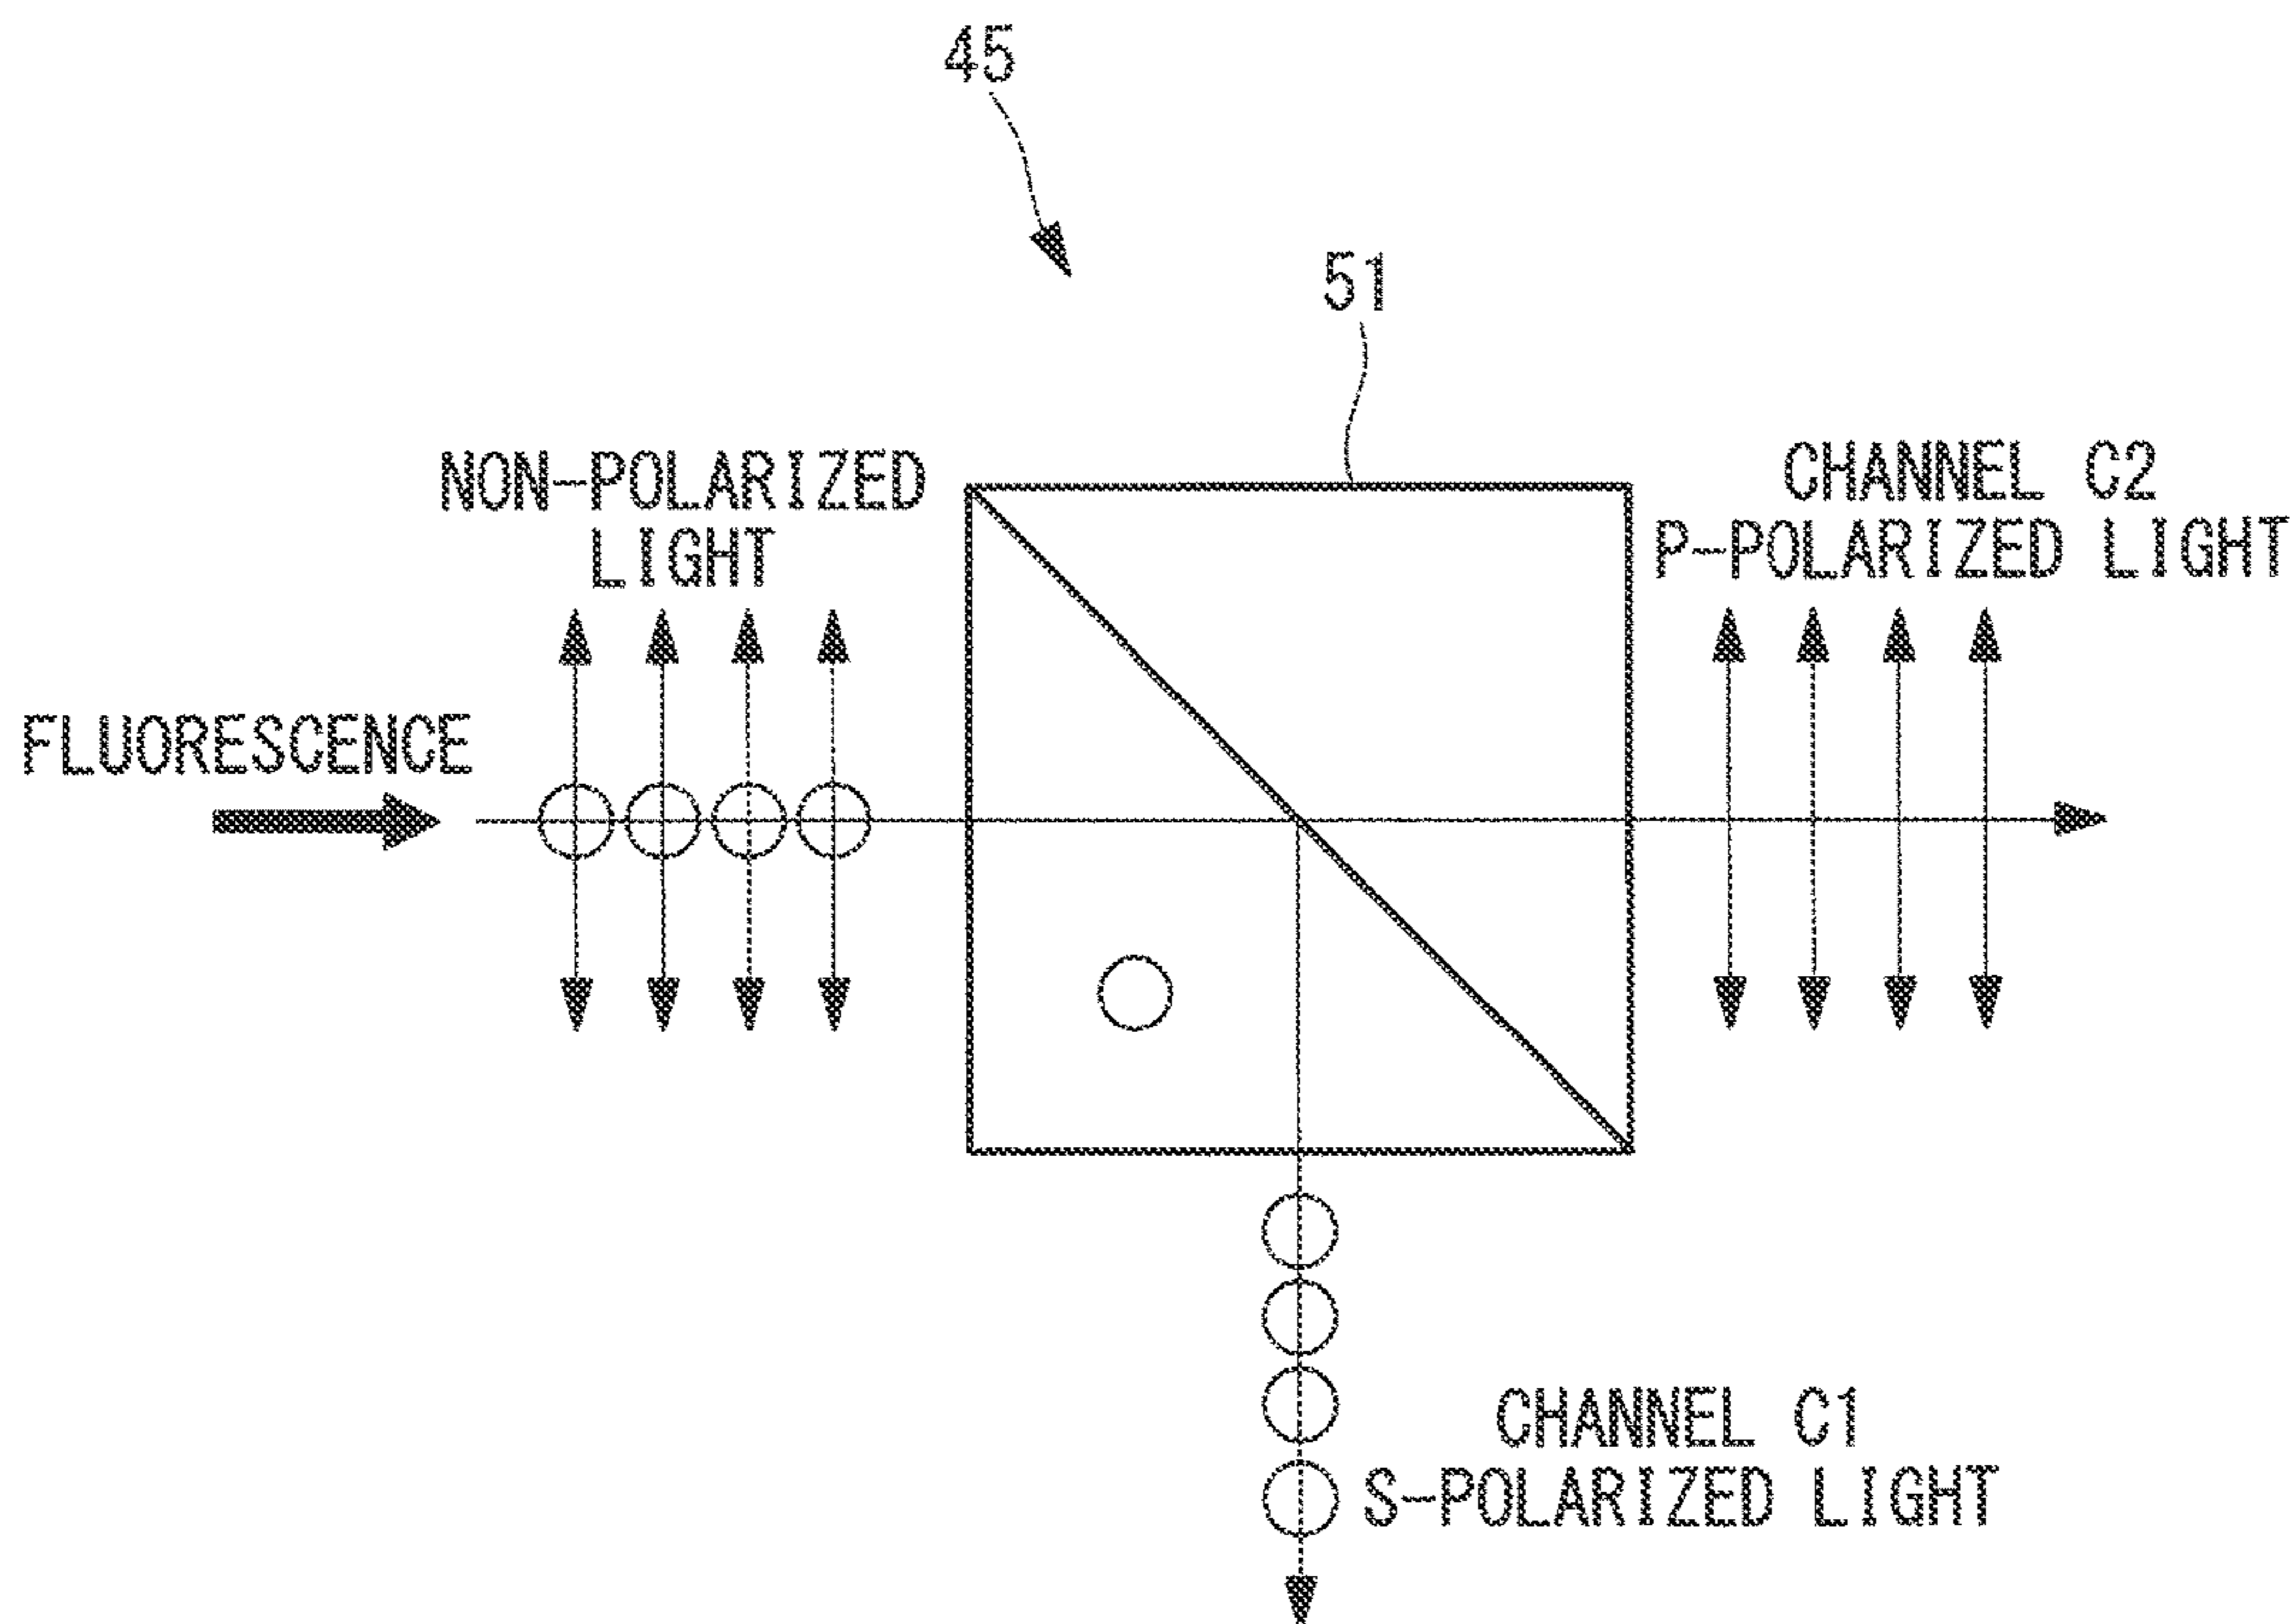 45
51
NON-POLARIZED
LIGHT
CHANNEL C2
P-POLARIZED LIGHT
FLUORESCENCE
CHANNEL C1
S-POLARIZED LIGHT